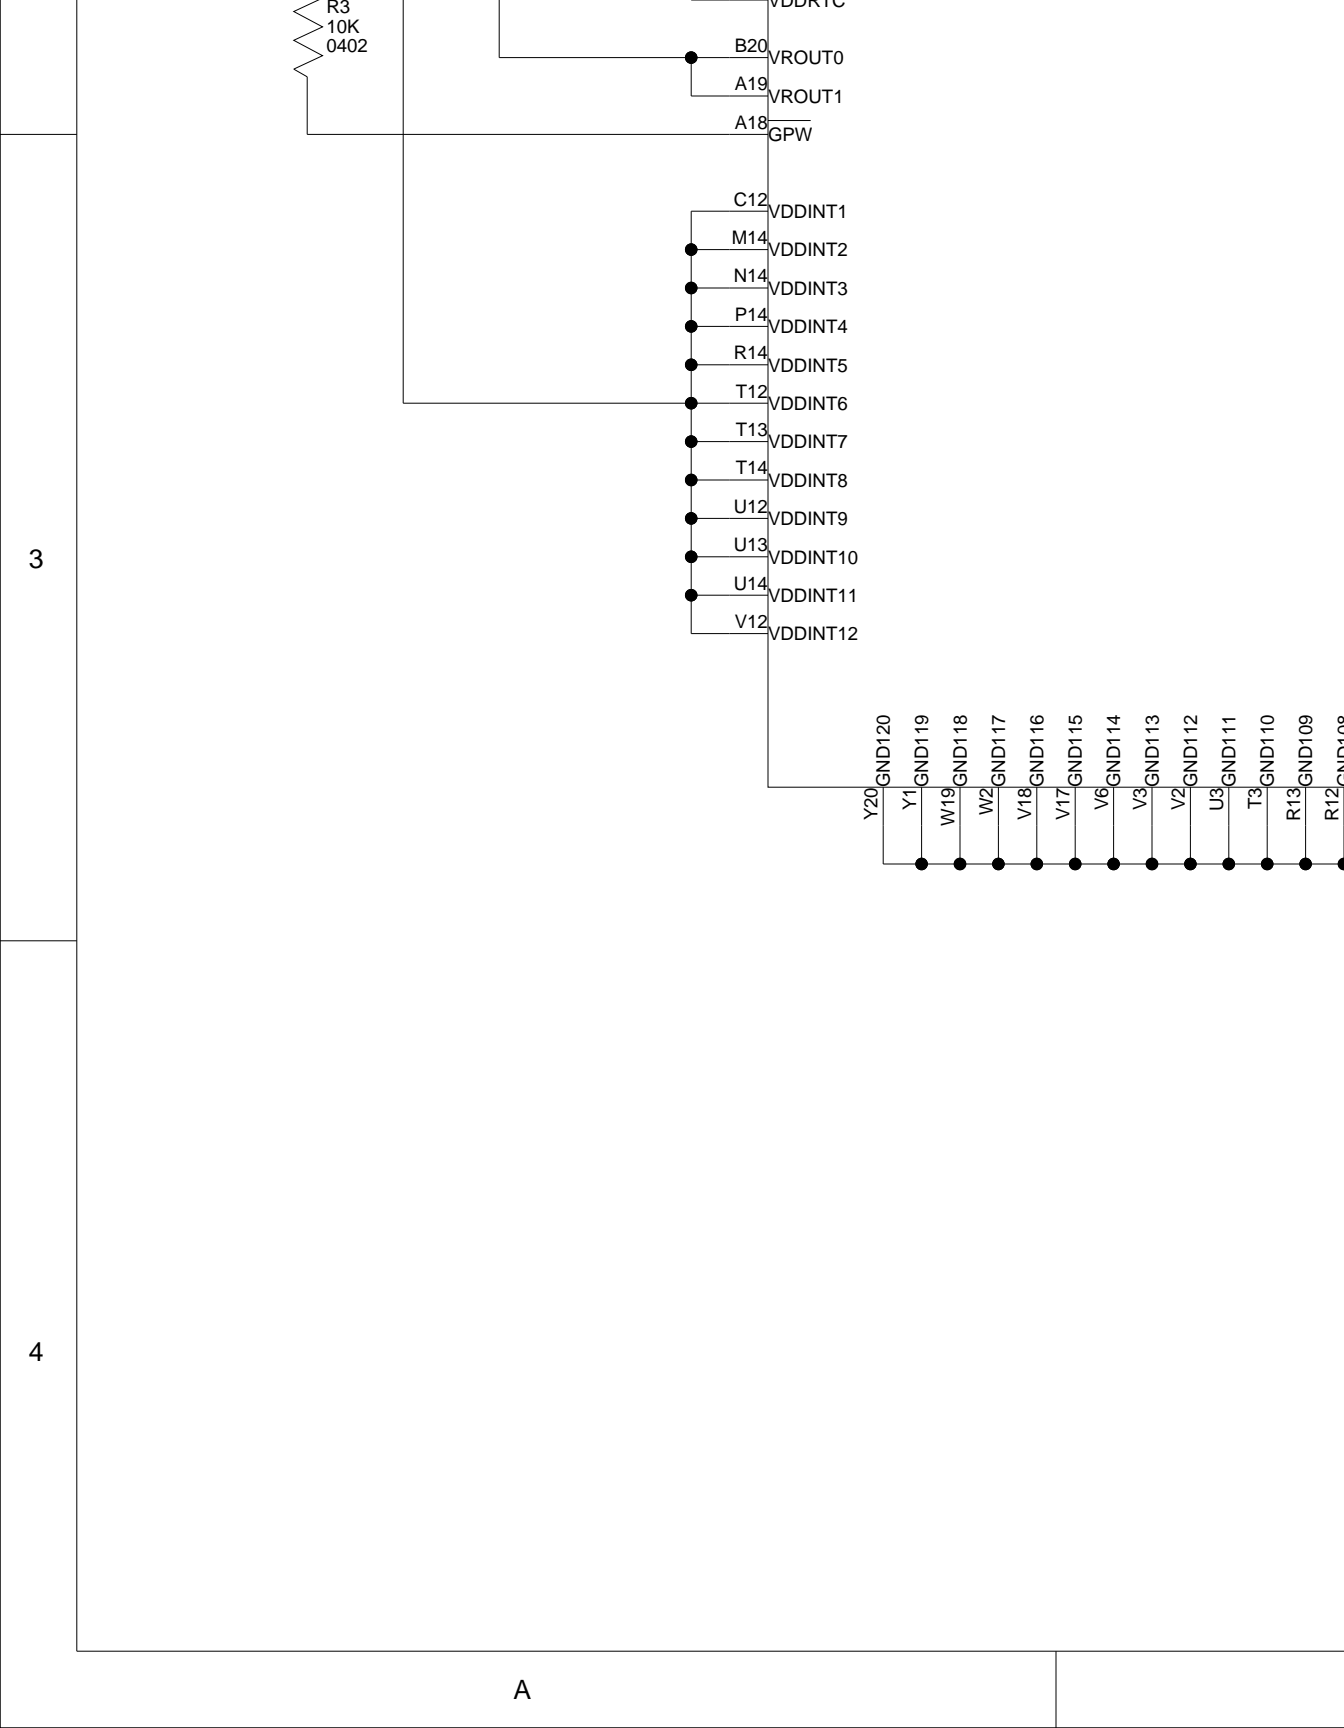 R3
10K
0402
VDDRTC
B20 VROUT0
A19 VROUT1
A18 GPW
C12 VDDINT1
M14 VDDINT2
N14 VDDINT3
P14 VDDINT4
R14 VDDINT5
T12 VDDINT6
T13 VDDINT7
T14 VDDINT8
U12 VDDINT9
U13 VDDINT10
U14 VDDINT11
V12 VDDINT12
3
Y20 GND120
Y1 GND119
W19 GND118
W2 GND117
V18 GND116
V17 GND115
V6 GND114
V3 GND113
V2 GND112
U3 GND111
T3 GND110
R13 GND109
R12 GND108
4
A